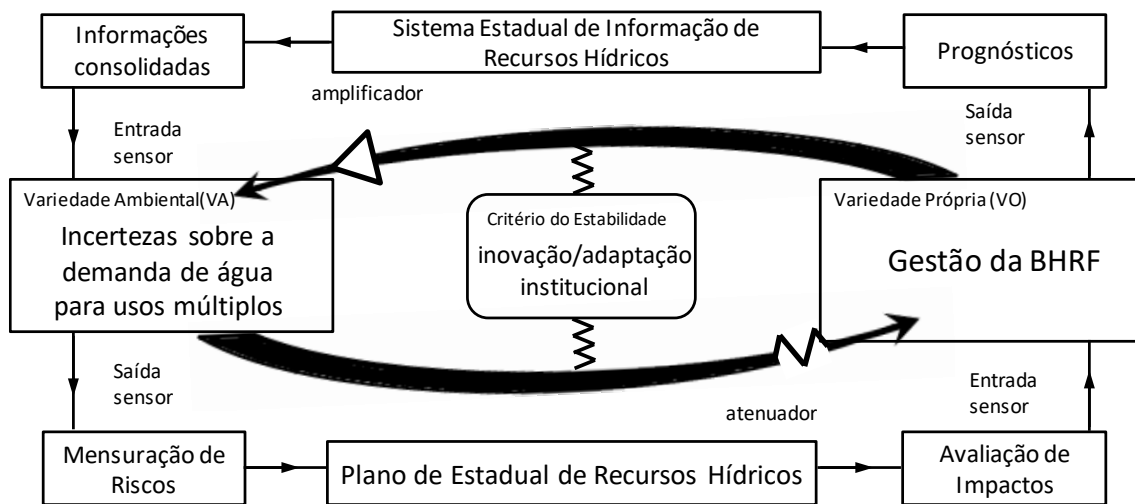 Informações
consolidadas
Sistema Estadual de Informação de
Recursos Hídricos
Prognósticos
amplificador
Entrada
sensor
Saída
sensor
Variedade Ambiental(VA)
Incertezas sobre a
demanda de água
para usos múltiplos
Critério do Estabilidade
inovação/adaptação
institucional
Variedade Própria (VO)
Gestão da BHRF
Saída
sensor
atenuador
Entrada
sensor
Mensuração de
Riscos
Plano de Estadual de Recursos Hídricos
Avaliação de
Impactos